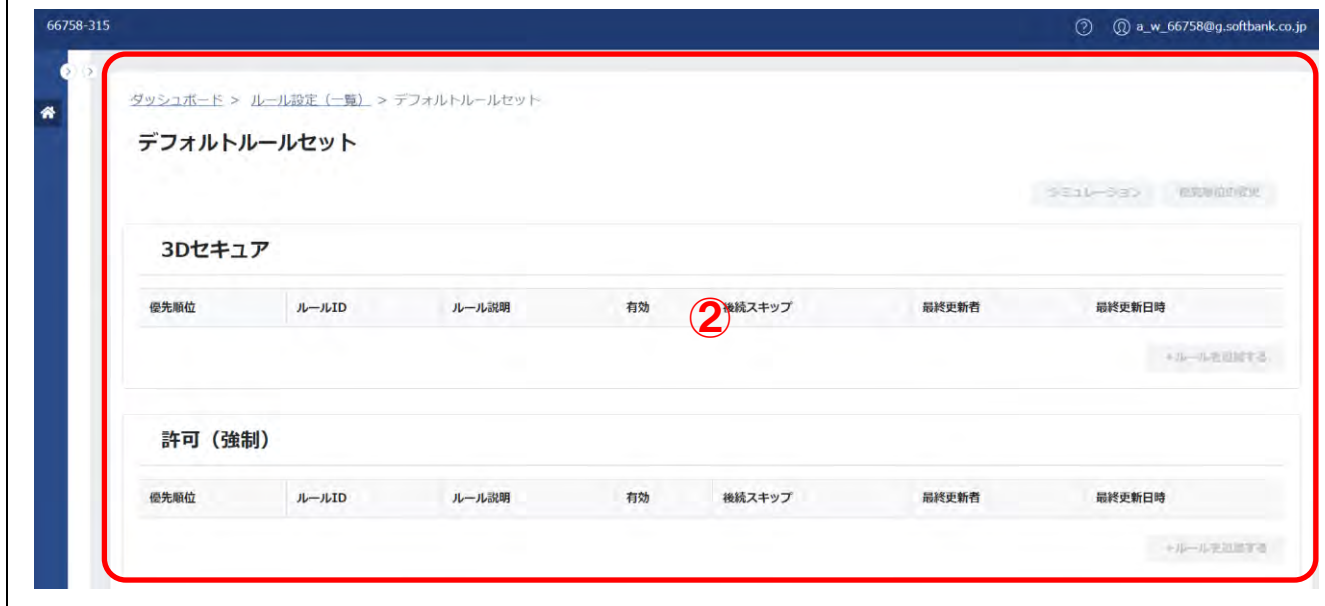 66758-315
a_w_66758@g.softbank.co.jp
ダッシュボード > ルール設定（一覧） > デフォルトルールセット
デフォルトルールセット
シミュレーション 優先順位の変更
3Dセキュア
優先順位 ルールID ルール説明 有効 後続スキップ 最終更新者 最終更新日時
②
+ルールを追加する
許可（強制）
優先順位 ルールID ルール説明 有効 後続スキップ 最終更新者 最終更新日時
+ルールを追加する